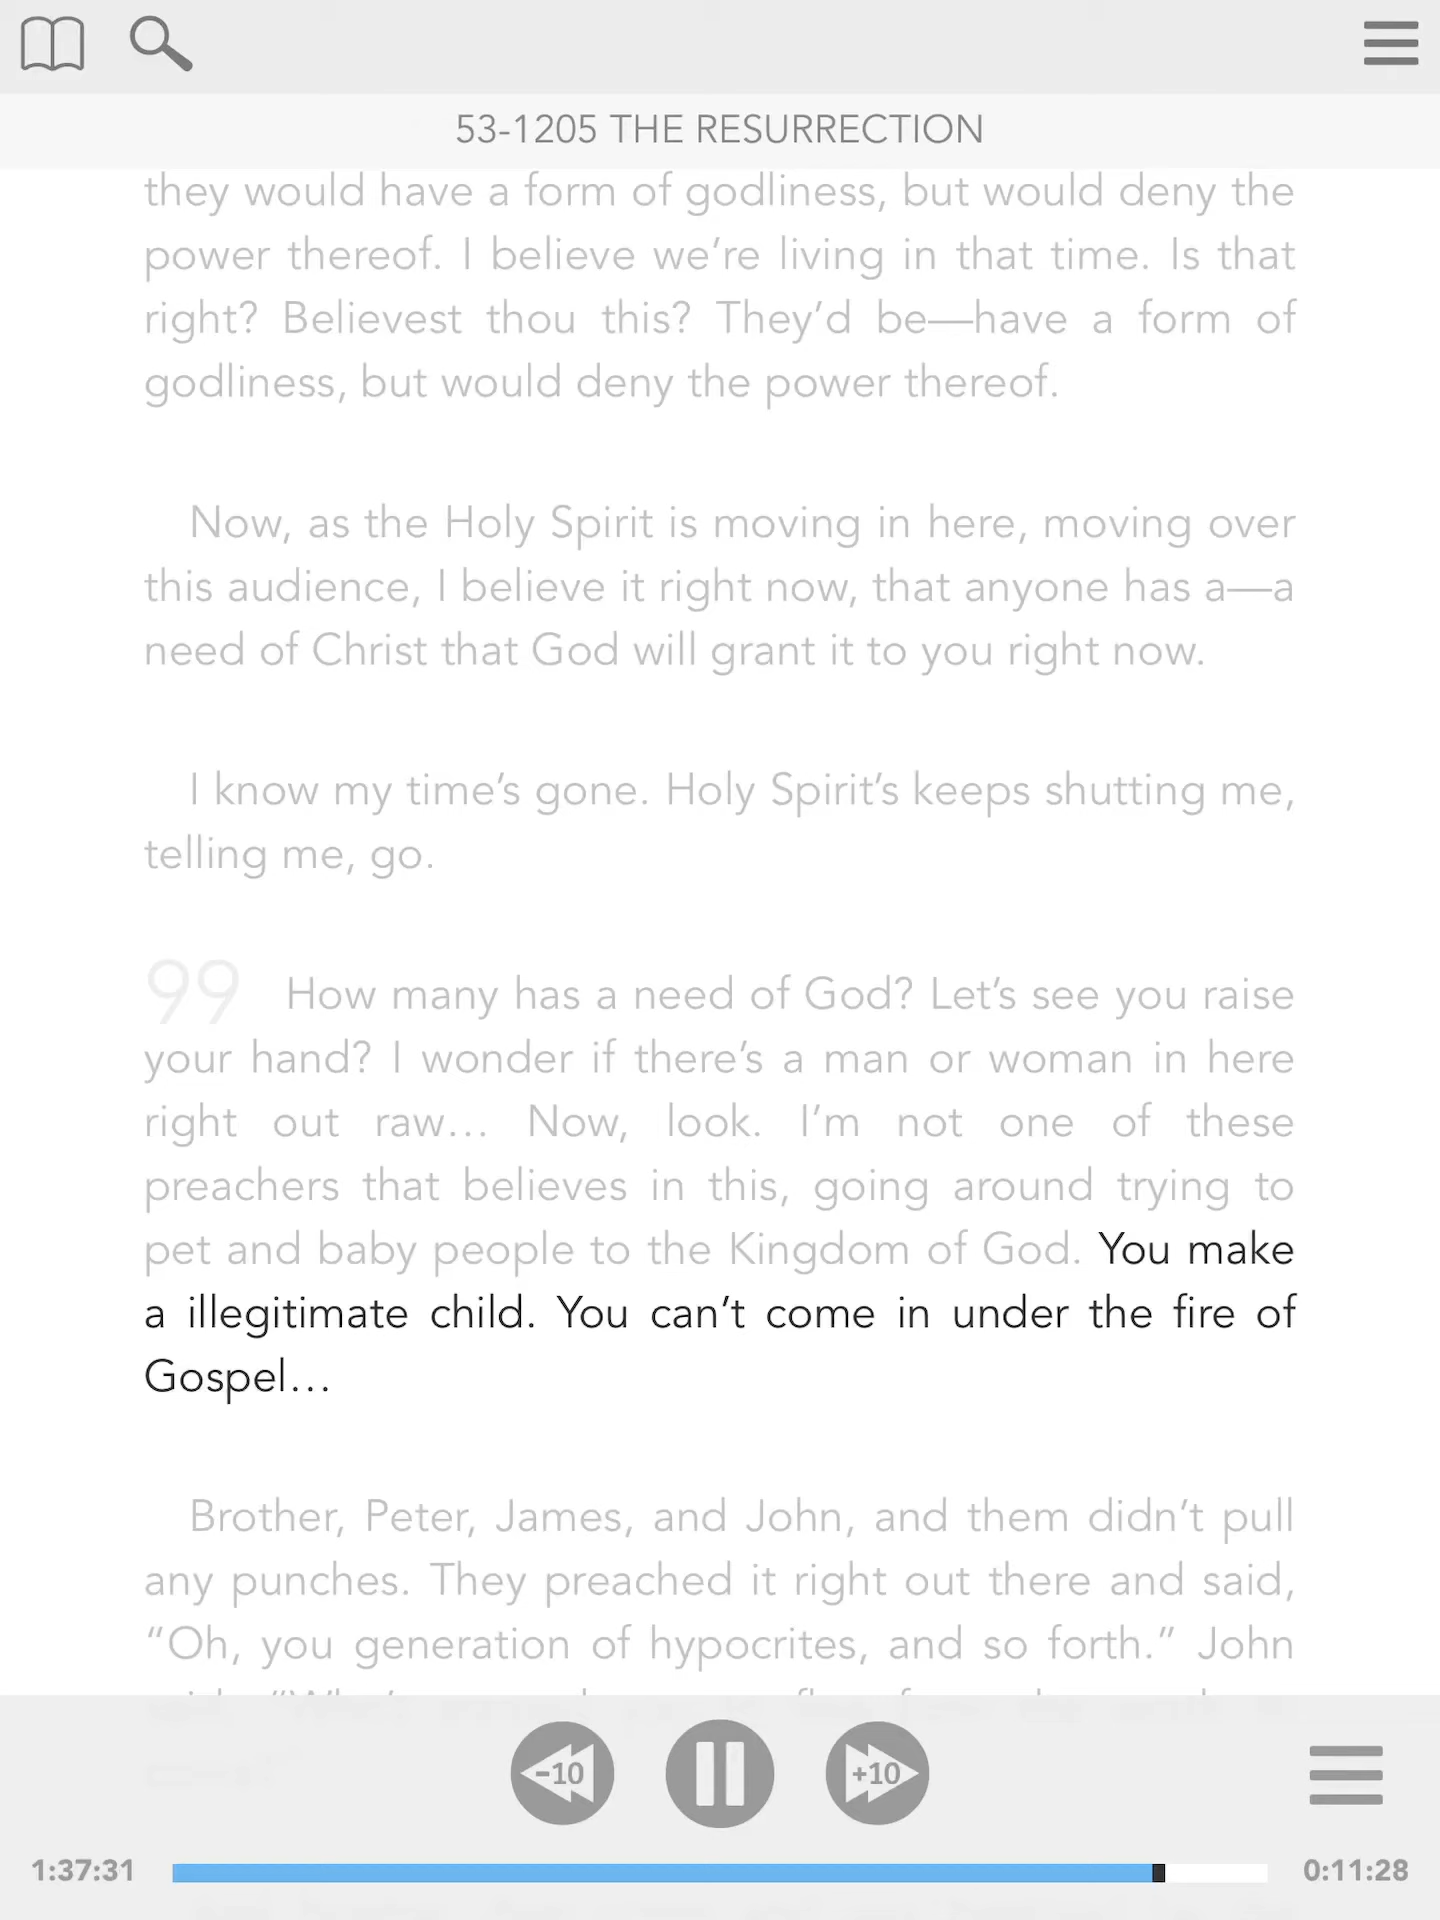 53-1205 THE RESURRECTION
they would have a form of godliness, but would deny the
power thereof. I believe we’re living in that time. Is that
right? Believest thou this? They’d be—have a form of
godliness, but would deny the power thereof.
Now, as the Holy Spirit is moving in here, moving over
this audience, I believe it right now, that anyone has a—a
need of Christ that God will grant it to you right now.
I know my time’s gone. Holy Spirit’s keeps shutting me,
telling me, go.
99 How many has a need of God? Let’s see you raise
your hand? I wonder if there’s a man or woman in here
right out raw… Now, look. I’m not one of these
preachers that believes in this, going around trying to
pet and baby people to the Kingdom of God. You make
a illegitimate child. You can’t come in under the fire of
Gospel…
Brother, Peter, James, and John, and them didn’t pull
any punches. They preached it right out there and said,
“Oh, you generation of hypocrites, and so forth.” John
-10 +10
1:37:31 0:11:28